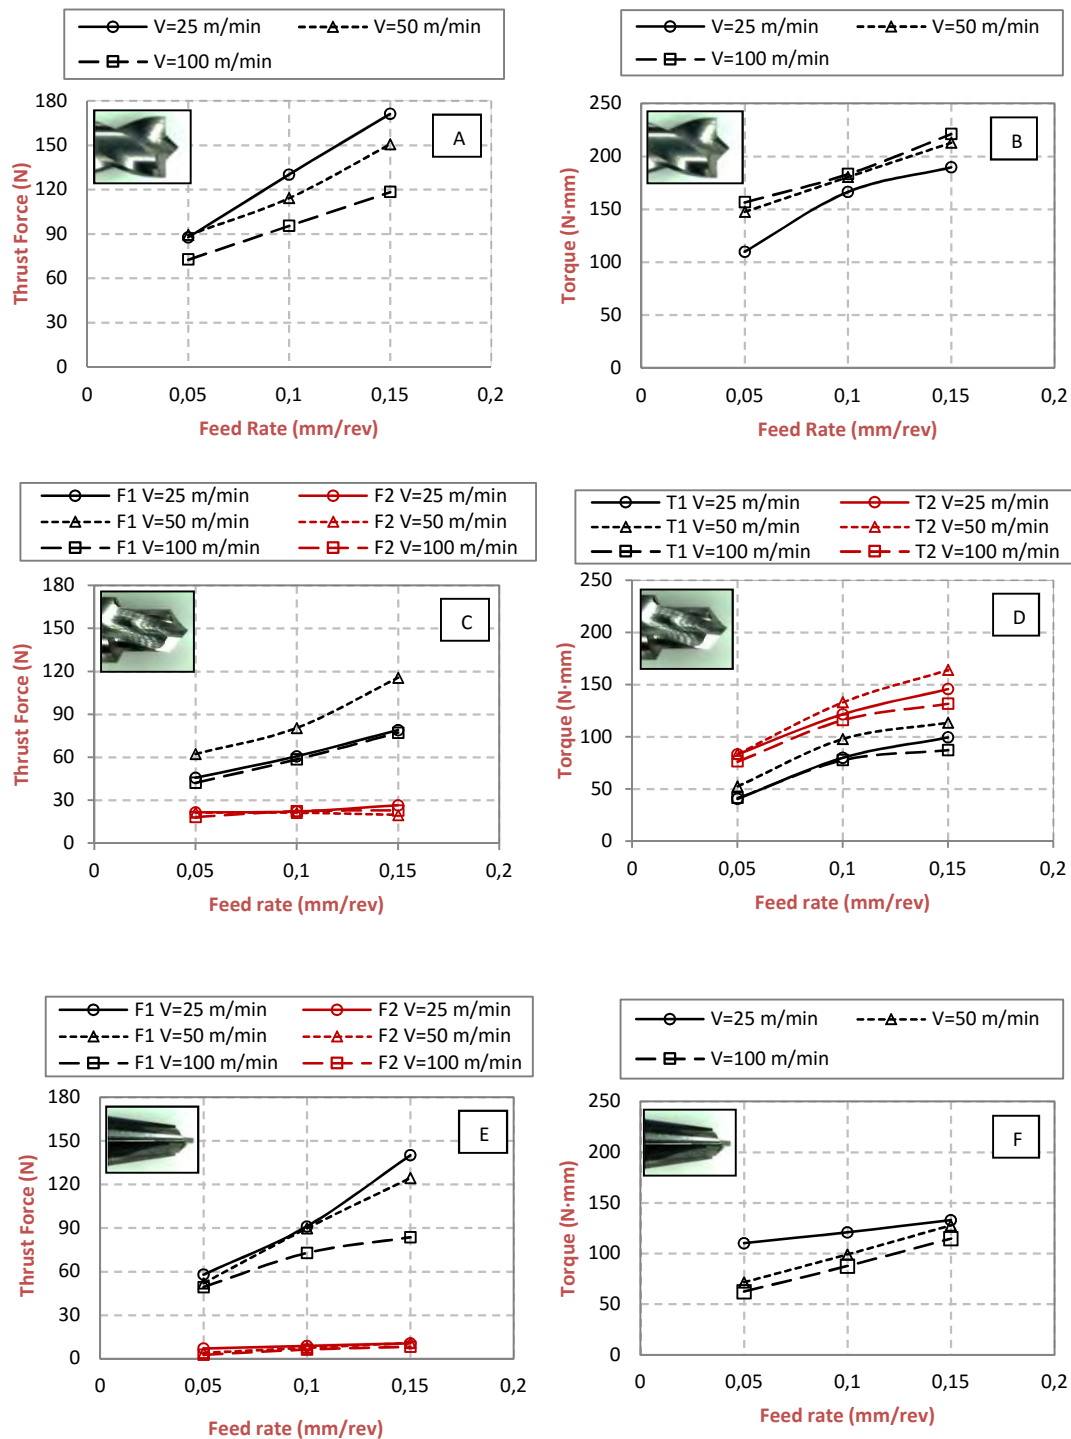 V=25 m/min V=50 m/min
V=100 m/min
180
150
120
90
60
30
0
0 0,05 0,1 0,15 0,2
Thrust Force (N)
Feed Rate (mm/rev)
A
V=25 m/min V=50 m/min
V=100 m/min
250
200
150
100
50
0
0 0,05 0,1 0,15 0,2
Torque (N·mm)
Feed Rate (mm/rev)
B
F1 V=25 m/min F2 V=25 m/min
F1 V=50 m/min F2 V=50 m/min
F1 V=100 m/min F2 V=100 m/min
180
150
120
90
60
30
0
0 0,05 0,1 0,15 0,2
Thrust Force (N)
Feed rate (mm/rev)
C
T1 V=25 m/min T2 V=25 m/min
T1 V=50 m/min T2 V=50 m/min
T1 V=100 m/min T2 V=100 m/min
250
200
150
100
50
0
0 0,05 0,1 0,15 0,2
Torque (N·mm)
Feed rate (mm/rev)
D
F1 V=25 m/min F2 V=25 m/min
F1 V=50 m/min F2 V=50 m/min
F1 V=100 m/min F2 V=100 m/min
180
150
120
90
60
30
0
0 0,05 0,1 0,15 0,2
Thrust Force (N)
Feed rate (mm/rev)
E
V=25 m/min V=50 m/min
V=100 m/min
250
200
150
100
50
0
0 0,05 0,1 0,15 0,2
Torque (N·mm)
Feed rate (mm/rev)
F